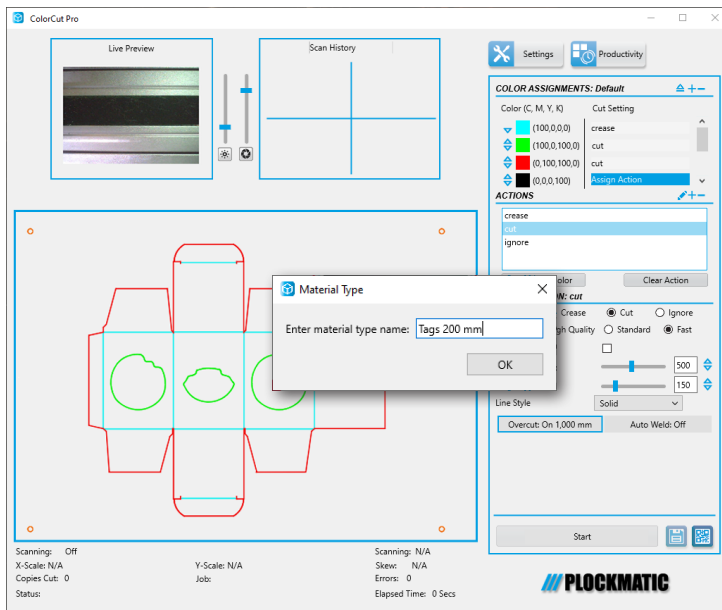 ColorCut Pro
Live Preview
Scan History
Settings
Productivity
COLOR ASSIGNMENTS: Default
Color (C, M, Y, K) Cut Setting
(100,0,0,0) crease
(100,0,100,0) cut
(0,100,100,0) cut
(0,0,0,100) Assign Action
ACTIONS
crease
cut
ignore
Clear Action
Material Type
Enter material type name: Tags 200 mm
OK
Crease Cut Ignore
Quality Standard Fast
500
150
Line Style Solid
Overcut: On 1,000 mm Auto Weld: Off
Start
Scanning: Off Scanning: N/A
X-Scale: N/A Y-Scale: N/A Skew: N/A
Copies Cut: 0 Job: Errors: 0
Status: Elapsed Time: 0 Secs
PLOCKMATIC